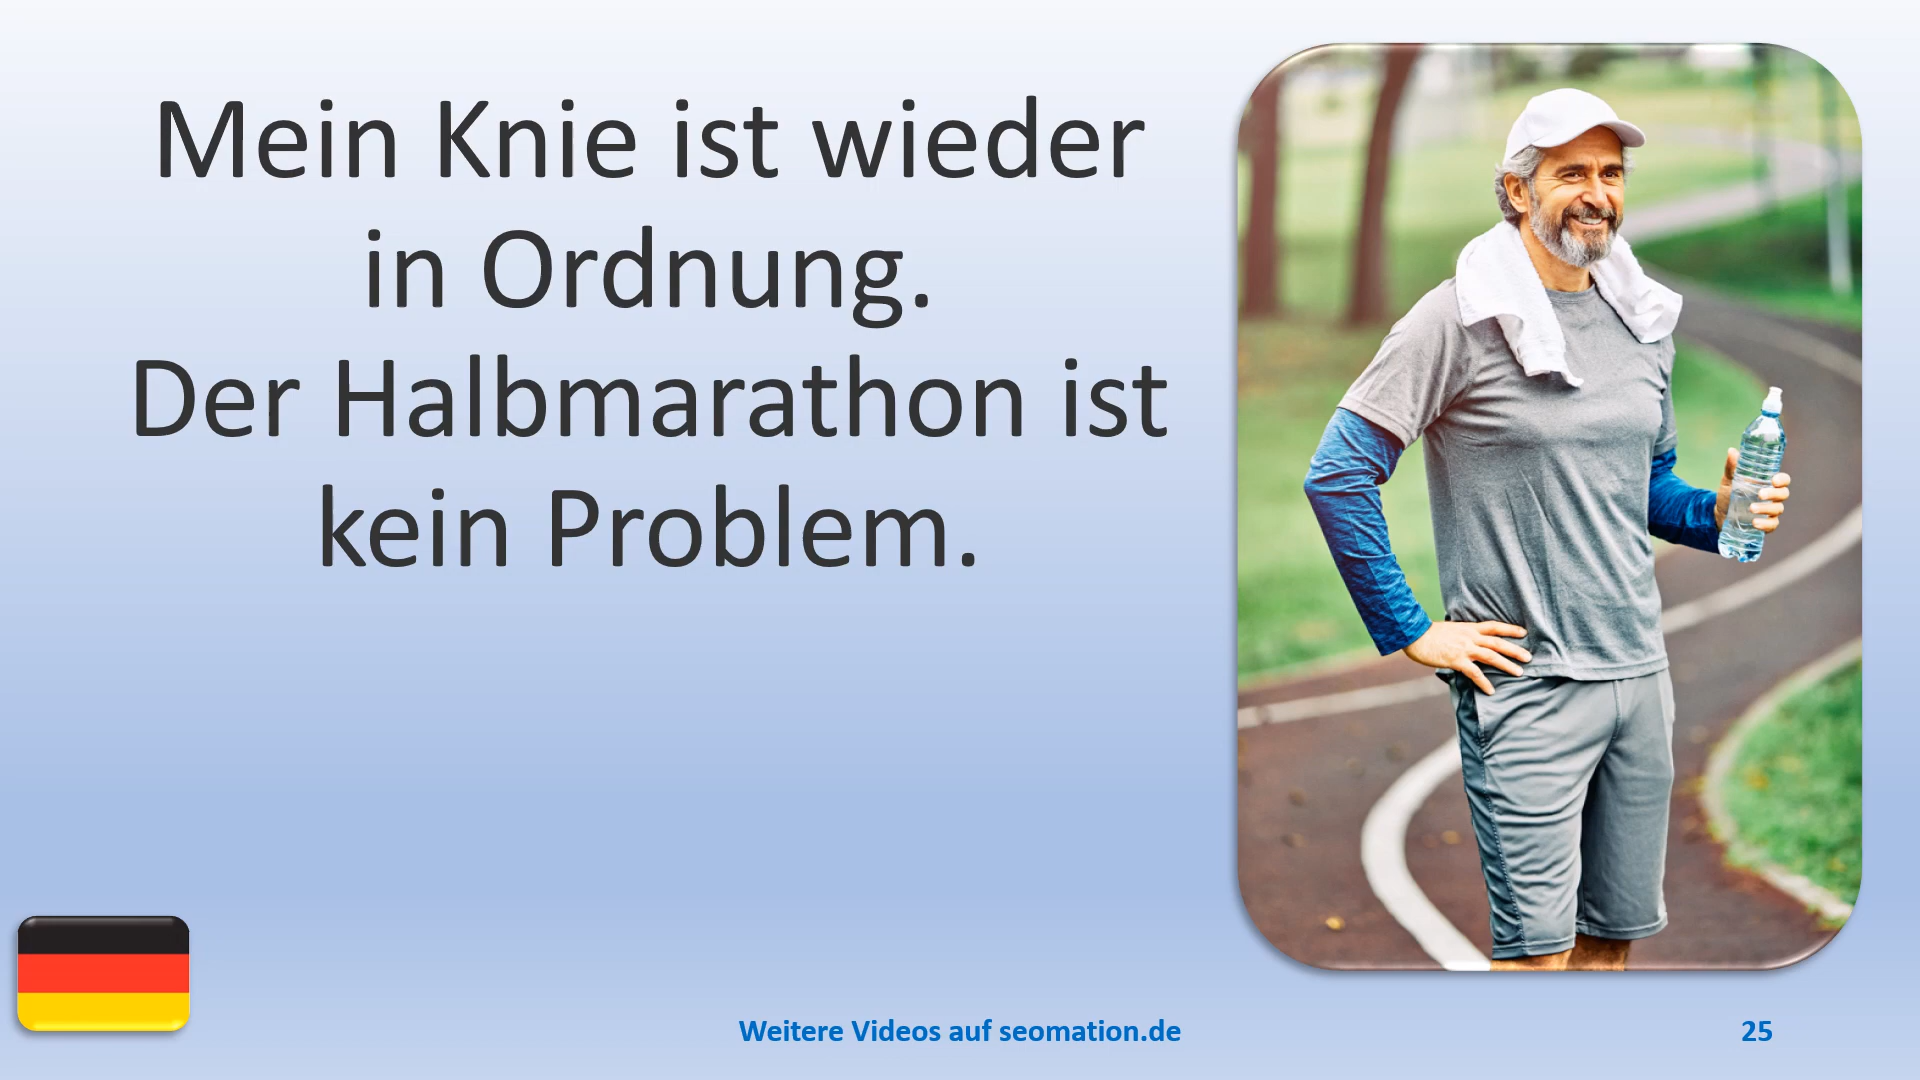 Mein Knie ist wieder
in Ordnung.
Der Halbmarathon ist
kein Problem.
Weitere Videos auf seomation.de
25